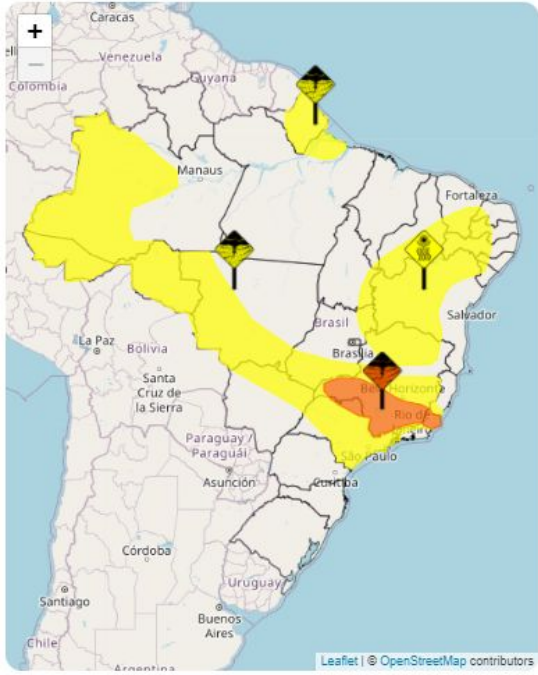 +
Caracas
Venezuela
Guyana
Colombia
−
Manaus
Fortaleza
Brasil
Salvador
La Paz
Bolivia
Brasília
Santa
Cruz de
la Sierra
Belo Horizonte
Rio de
Paraguay /
Paraguái
São Paulo
Asunción
Curitiba
Córdoba
Uruguay
Santiago
Buenos
Aires
Chile
Argentina
Leaflet | © OpenStreetMap contributors